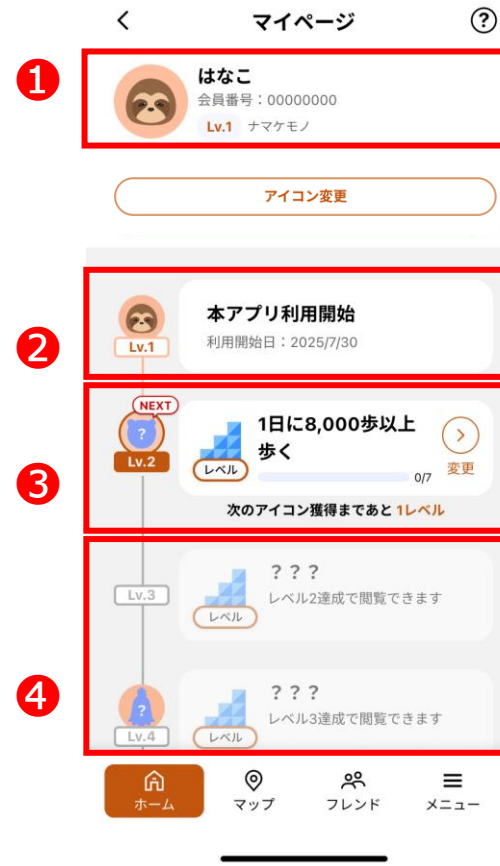 マイページ
?
1
はなこ
会員番号：00000000
Lv.1 ナマケモノ
アイコン変更
2
Lv.1
本アプリ利用開始
利用開始日：2025/7/30
3
NEXT
?
Lv.2
レベル
1日に8,000歩以上
歩く
0/7
変更
次のアイコン獲得まであと 1レベル
4
Lv.3
レベル
？？？
レベル2達成で閲覧できます
?
Lv.4
レベル
？？？
レベル3達成で閲覧できます
ホーム
マップ
フレンド
メニュー